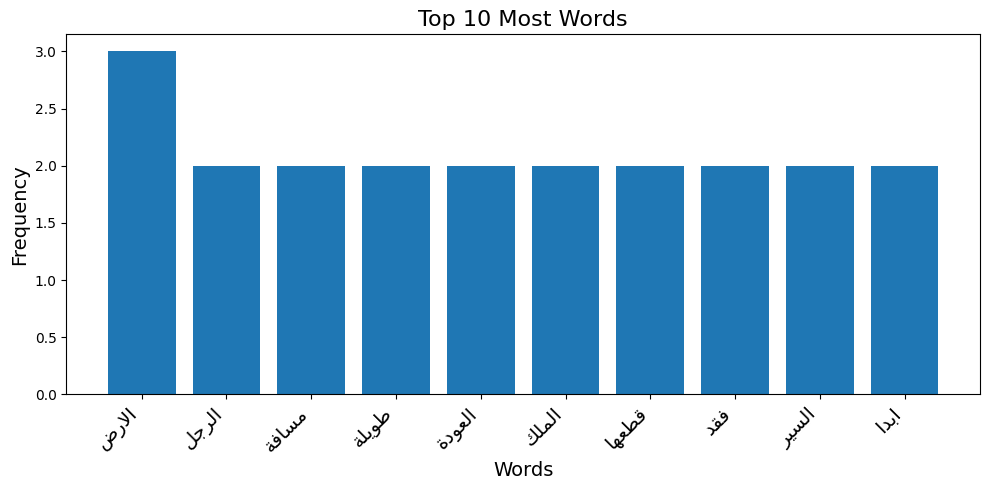 Top 10 Most Words
Frequency
3.0
2.5
2.0
1.5
1.0
0.5
0.0
الارض
الرجل
مسافة
طويلة
العودة
الملك
قطعها
فقد
السير
ابدا
Words